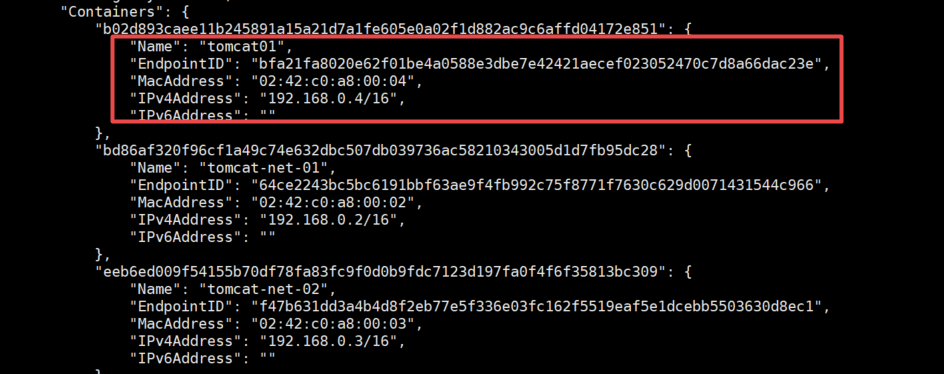 "Containers": {
"b02d893caee11b245891a15a21d7a1fe605e0a02f1d882ac9c6affd04172e851": {
"Name": "tomcat01",
"EndpointID": "bfa21fa8020e62f01be4a0588e3dbe7e42421aecef023052470c7d8a66dac23e",
"MacAddress": "02:42:c0:a8:00:04",
"IPv4Address": "192.168.0.4/16",
"IPv6Address": ""
},
"bd86af320f96cf1a49c74e632dbc507db039736ac58210343005d1d7fb95dc28": {
"Name": "tomcat-net-01",
"EndpointID": "64ce2243bc5bc6191bbf63ae9f4fb992c75f8771f7630c629d0071431544c966",
"MacAddress": "02:42:c0:a8:00:02",
"IPv4Address": "192.168.0.2/16",
"IPv6Address": ""
},
"eeb6ed009f54155b70df78fa83fc9f0d0b9fdc7123d197fa0f4f6f35813bc309": {
"Name": "tomcat-net-02",
"EndpointID": "f47b631dd3a4b4d8f2eb77e5f336e03fc162f5519eaf5e1dcebb5503630d8ec1",
"MacAddress": "02:42:c0:a8:00:03",
"IPv4Address": "192.168.0.3/16",
"IPv6Address": ""